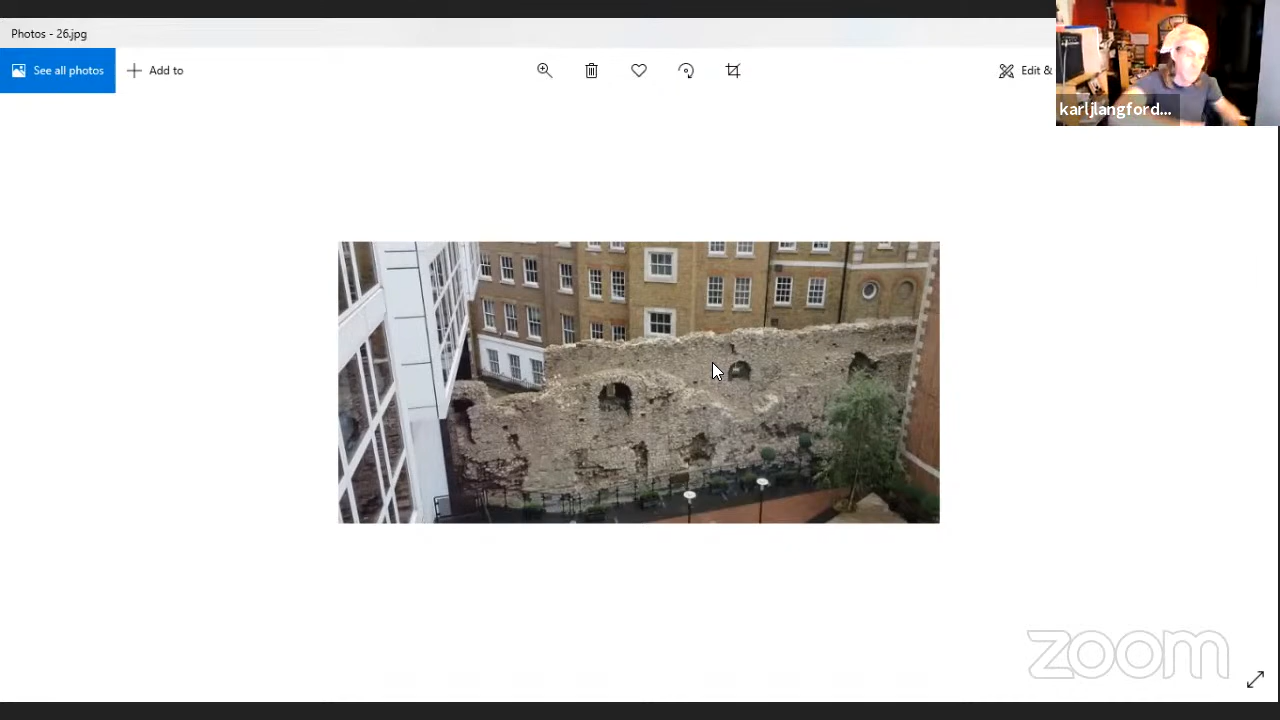 Photos - 26.jpg
See all photos
Add to
Edit &
karljlangford...
zoom